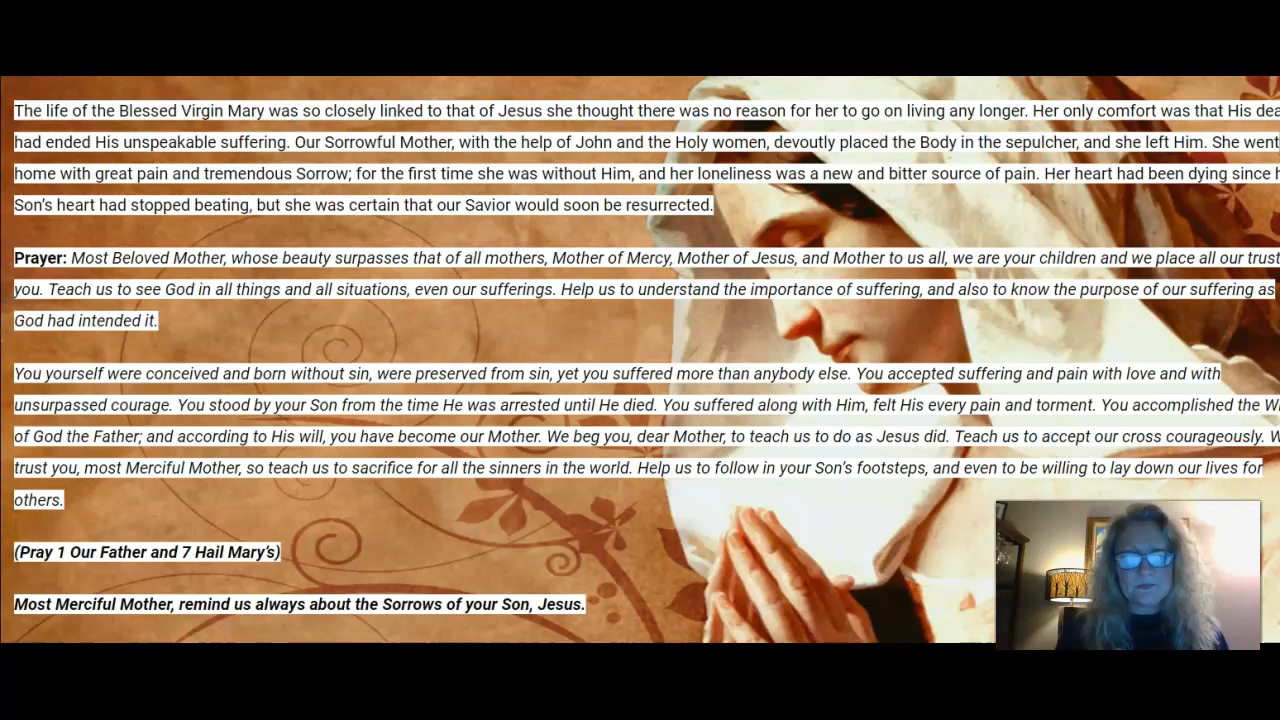 The life of the Blessed Virgin Mary was so closely linked to that of Jesus she thought there was no reason for her to go on living any longer. Her only comfort was that His
had ended His unspeakable suffering. Our Sorrowful Mother, with the help of John and the Holy women, devoutly placed the Body in the sepulcher, and she left Him. She went
home with great pain and tremendous Sorrow; for the first time she was without Him, and her loneliness was a new and bitter source of pain. Her heart had been dying since
Son's heart had stopped beating, but she was certain that our Savior would soon be resurrected.
Prayer: Most Beloved Mother, whose beauty surpasses that of all mothers, Mother of Mercy, Mother of Jesus, and Mother to us all, we are your children and we place all our trust
you. Teach us to see God in all things and all situations, even our sufferings. Help us to understand the importance of suffering, and also to know the purpose of our suffering as
God had intended it.
You yourself were conceived and born without sin, were preserved from sin, yet you suffered more than anybody else. You accepted suffering and pain with love and with
unsurpassed courage. You stood by your Son from the time He was arrested until He died. You suffered along with Him, felt His every pain and torment. You accomplished the
of God the Father; and according to His will, you have become our Mother. We beg you, dear Mother, to teach us to do as Jesus did. Teach us to accept our cross courageously.
trust you, most Merciful Mother, so teach us to sacrifice for all the sinners in the world. Help us to follow in your Son's footsteps, and even to be willing to lay down our lives for
others.
(Pray 1 Our Father and 7 Hail Mary's)
Most Merciful Mother, remind us always about the Sorrows of your Son, Jesus.